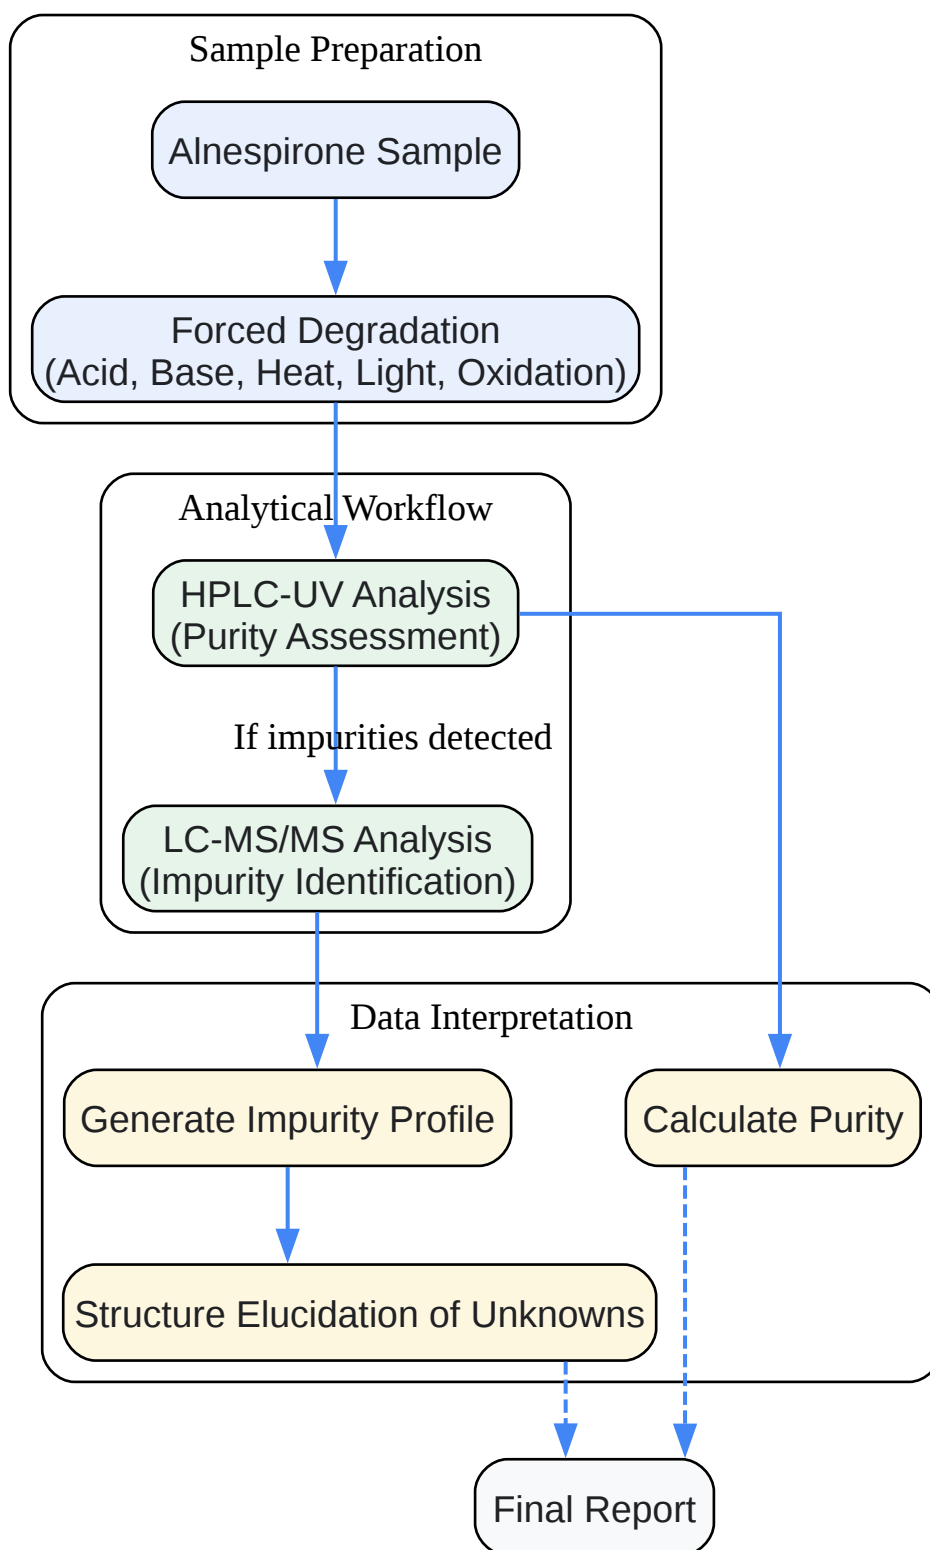 Sample Preparation
Alnespirone Sample
Forced Degradation
(Acid, Base, Heat, Light, Oxidation)
Analytical Workflow
HPLC-UV Analysis
(Purity Assessment)
If impurities detected
LC-MS/MS Analysis
(Impurity Identification)
Data Interpretation
Generate Impurity Profile
Calculate Purity
Structure Elucidation of Unknowns
Final Report